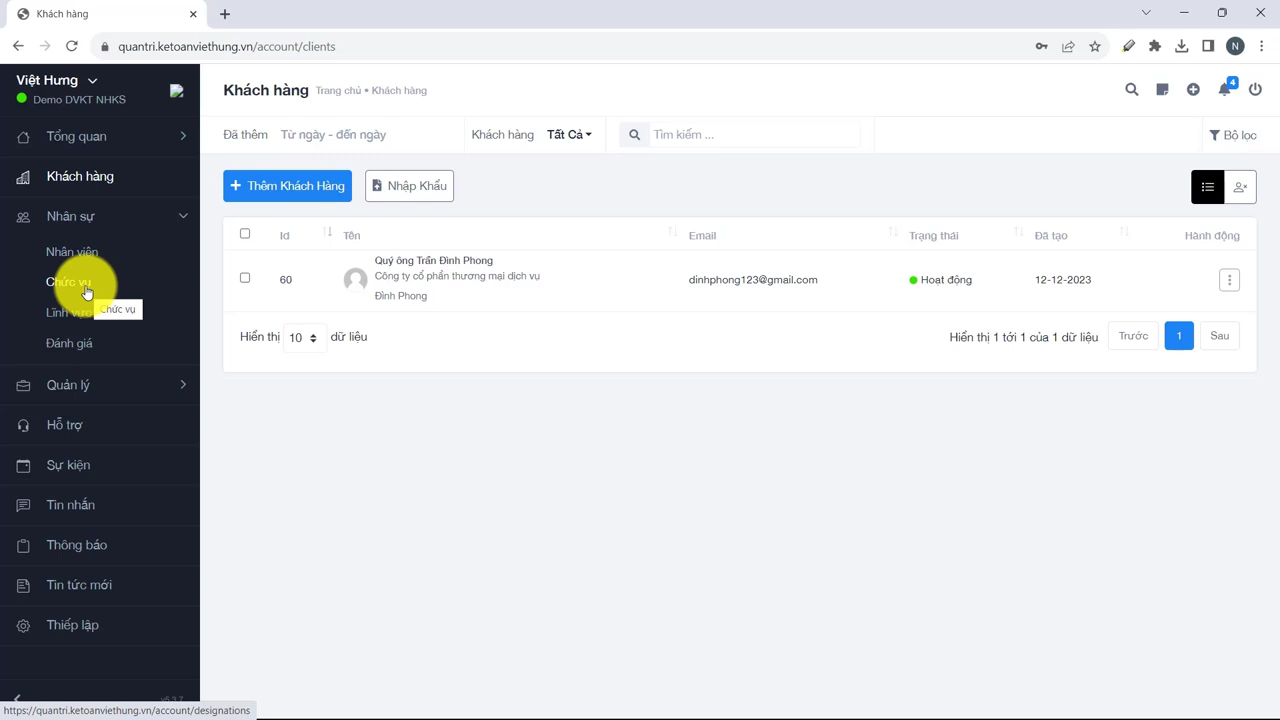 Khách hàng
quantri.ketoanviethung.vn/account/clients
N
Việt Hưng
Demo DVKT NHKS
Tổng quan
Khách hàng
Nhân sự
Nhân viên
Chức vụ
Lĩnh vực
Chức vụ
Đánh giá
Quản lý
Hỗ trợ
Sự kiện
Tin nhắn
Thông báo
Tin tức mới
Thiếp lập
v5.3.7
https://quantri.ketoanviethung.vn/account/designations
Khách hàng Trang chủ • Khách hàng
4
Đã thêm Từ ngày - đến ngày Khách hàng Tất Cả Tìm kiếm ... Bộ lọc
+ Thêm Khách Hàng Nhập Khẩu
Id Tên Email Trạng thái Đã tạo Hành động
60 Quý ông Trần Đình Phong
Công ty cổ phần thương mại dịch vụ
Đình Phong
dinhphong123@gmail.com Hoạt động 12-12-2023
Hiển thị 10 dữ liệu Hiển thị 1 tới 1 của 1 dữ liệu Trước 1 Sau